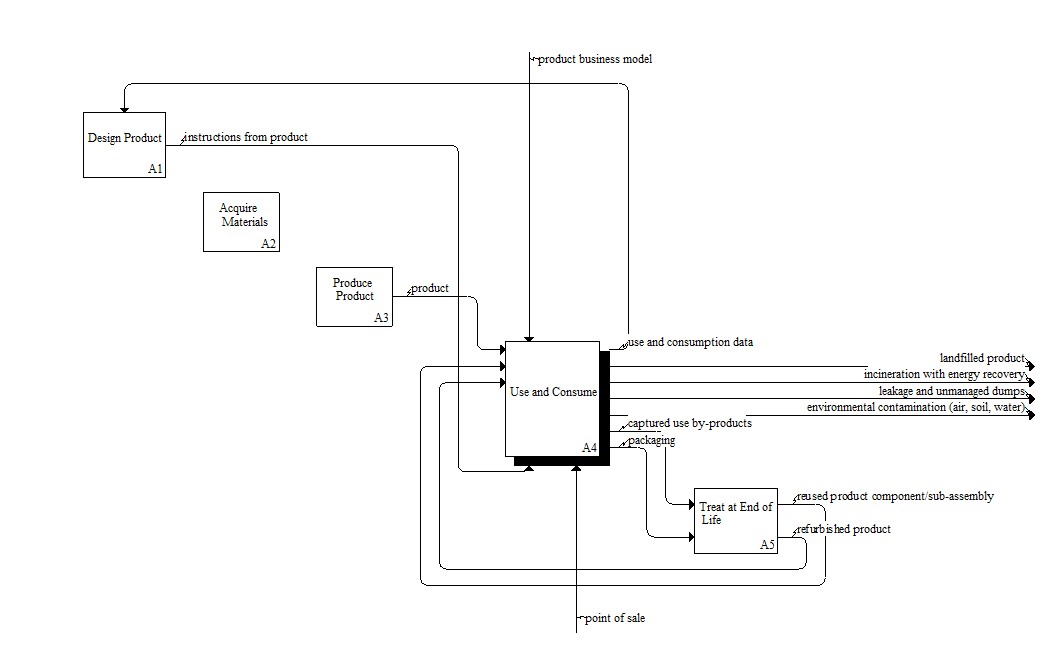 product business model
Design Product
A1
instructions from product
Acquire
Materials
A2
Produce
Product
A3
product
use and consumption data
landfilled product
incineration with energy recovery
leakage and unmanaged dumps
environmental contamination (air, soil, water)
Use and Consume
A4
captured use by-products
packaging
Treat at End of
Life
A5
reused product component/sub-assembly
refurbished product
point of sale